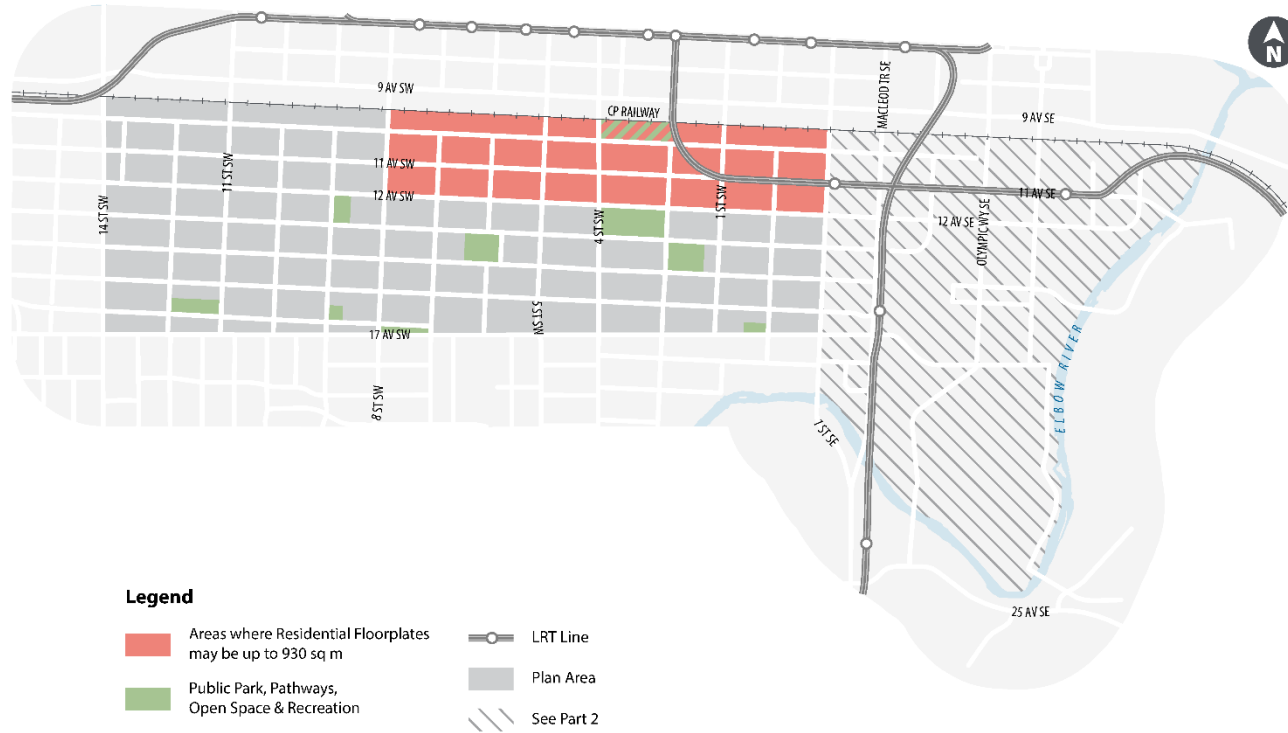 N
9 AV SW
CP RAILWAY
MACLEOD TR SE
9 AV SE
11 ST SW
11 AV SW
12 AV SW
14 ST SW
4 ST SW
1 ST SW
11 AV SE
12 AV SE
OLYMPIC WY SE
5 ST SW
17 AV SW
8 ST SW
7 ST SE
ELBOW RIVER
25 AV SE
Legend
Areas where Residential Floorplates
may be up to 930 sq m
Public Park, Pathways,
Open Space & Recreation
LRT Line
Plan Area
See Part 2